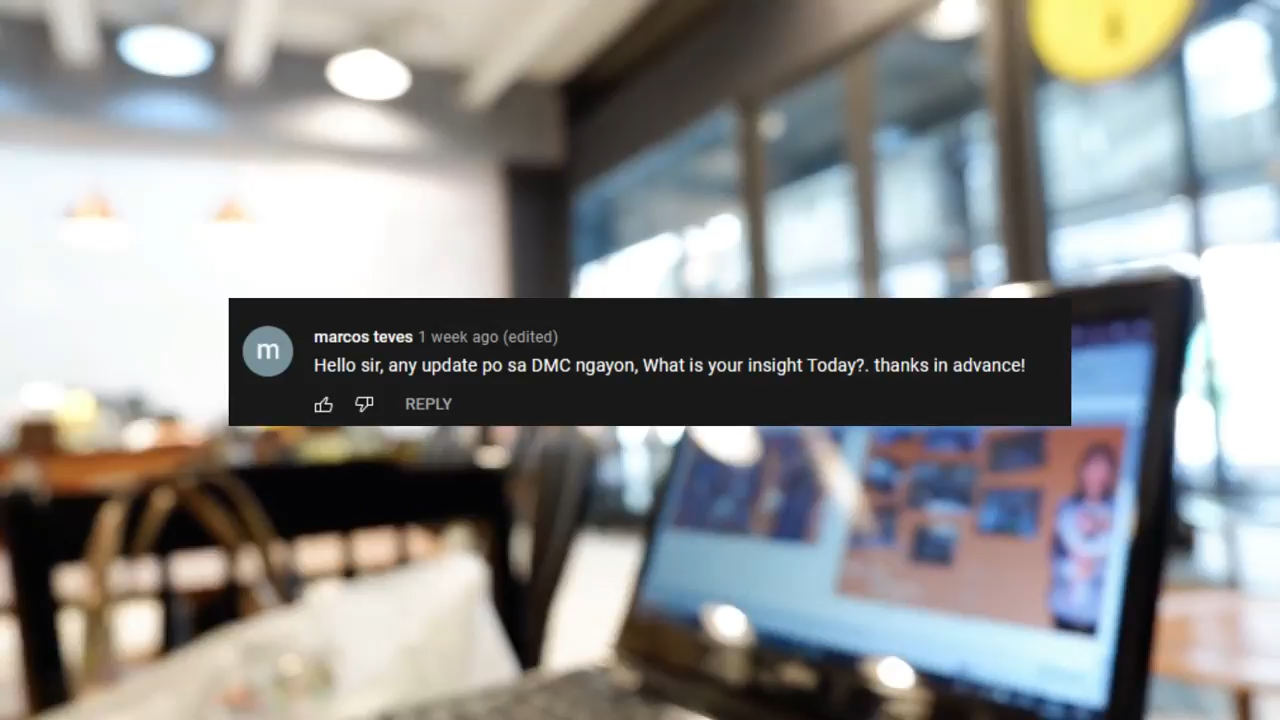 m
marcos teves 1 week ago (edited)
Hello sir, any update po sa DMC ngayon, What is your insight Today?. thanks in advance!
REPLY